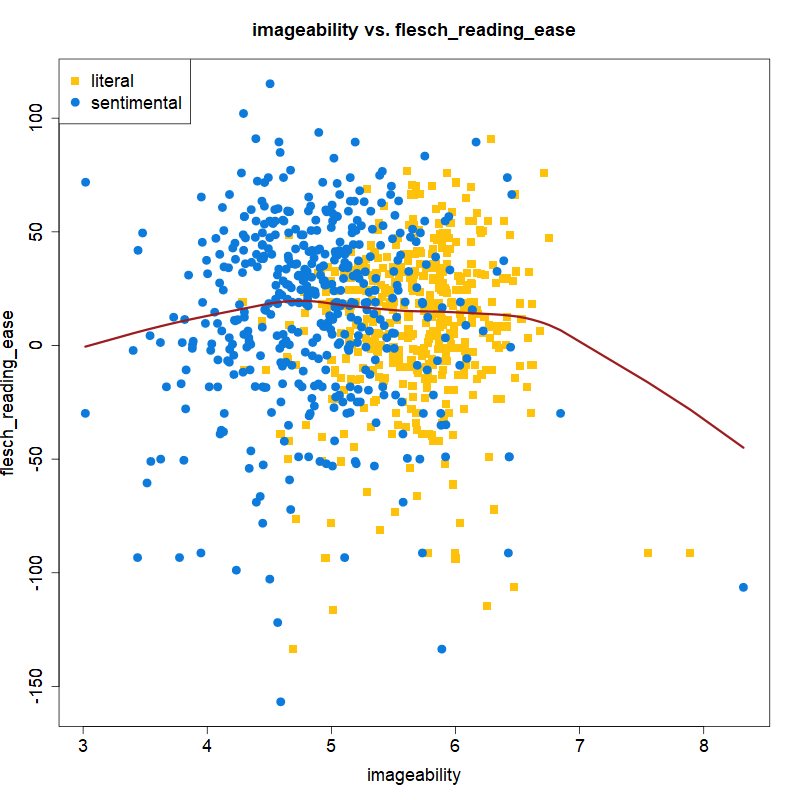 imageability vs. flesch_reading_ease
literal
sentimental
flesch_reading_ease
100
50
0
-50
-100
-150
3 4 5 6 7 8
imageability